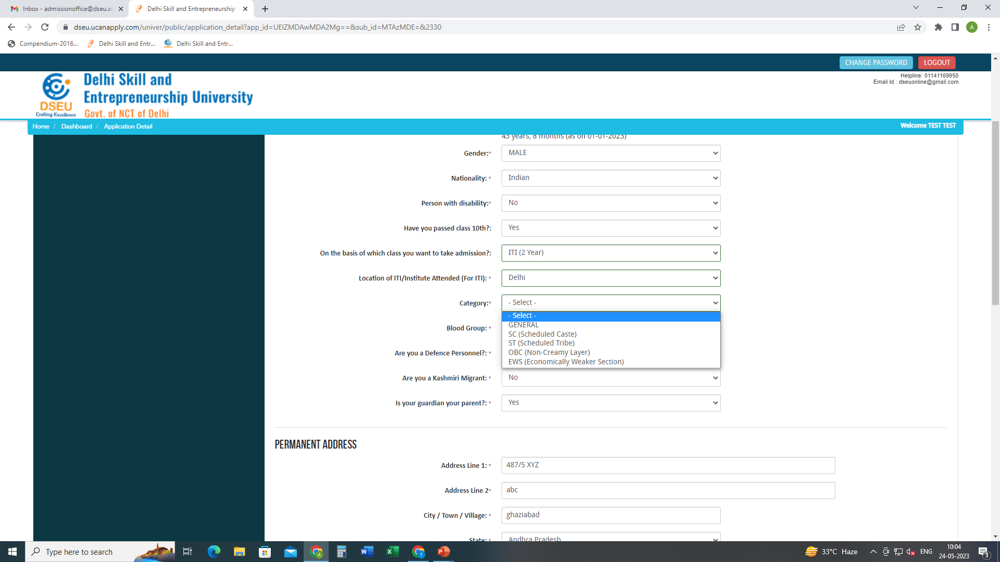 Inbox - admissionoffice@dseu.ac
Delhi Skill and Entrepreneurship
dseu.ucanapply.com/univer/public/application_detail?app_id=UEIZMDAwMDA2Mg==&sub_id=MTAzMDE=&2330
A
Compendium-2016...
Delhi Skill and Entr...
Delhi Skill and Entr...
CHANGE PASSWORD
LOGOUT
Helpline: 01141169950
Email Id : dseuonline@gmail.com
DSEU
Crafting Excellence
Delhi Skill and
Entrepreneurship University
Govt. of NCT of Delhi
Home / Dashboard / Application Detail
Welcome TEST TEST
43 years, 8 months (as on 01-01-2023)
Gender:* MALE
Nationality: * Indian
Person with disability:* No
Have you passed class 10th?: Yes
On the basis of which class you want to take admission?: ITI (2 Year)
Location of ITI/Institute Attended (For ITI): * Delhi
Category:* - Select -
- Select -
GENERAL
SC (Scheduled Caste)
ST (Scheduled Tribe)
OBC (Non-Creamy Layer)
EWS (Economically Weaker Section)
Blood Group: *
Are you a Defence Personnel?: *
Are you a Kashmiri Migrant: * No
Is your guardian your parent?: * Yes
PERMANENT ADDRESS
Address Line 1: * 487/5 XYZ
Address Line 2* abc
City / Town / Village: * ghaziabad
State: * Andhra Pradesh
Type here to search
33°C Haze
ENG
10:04
24-05-2023
3